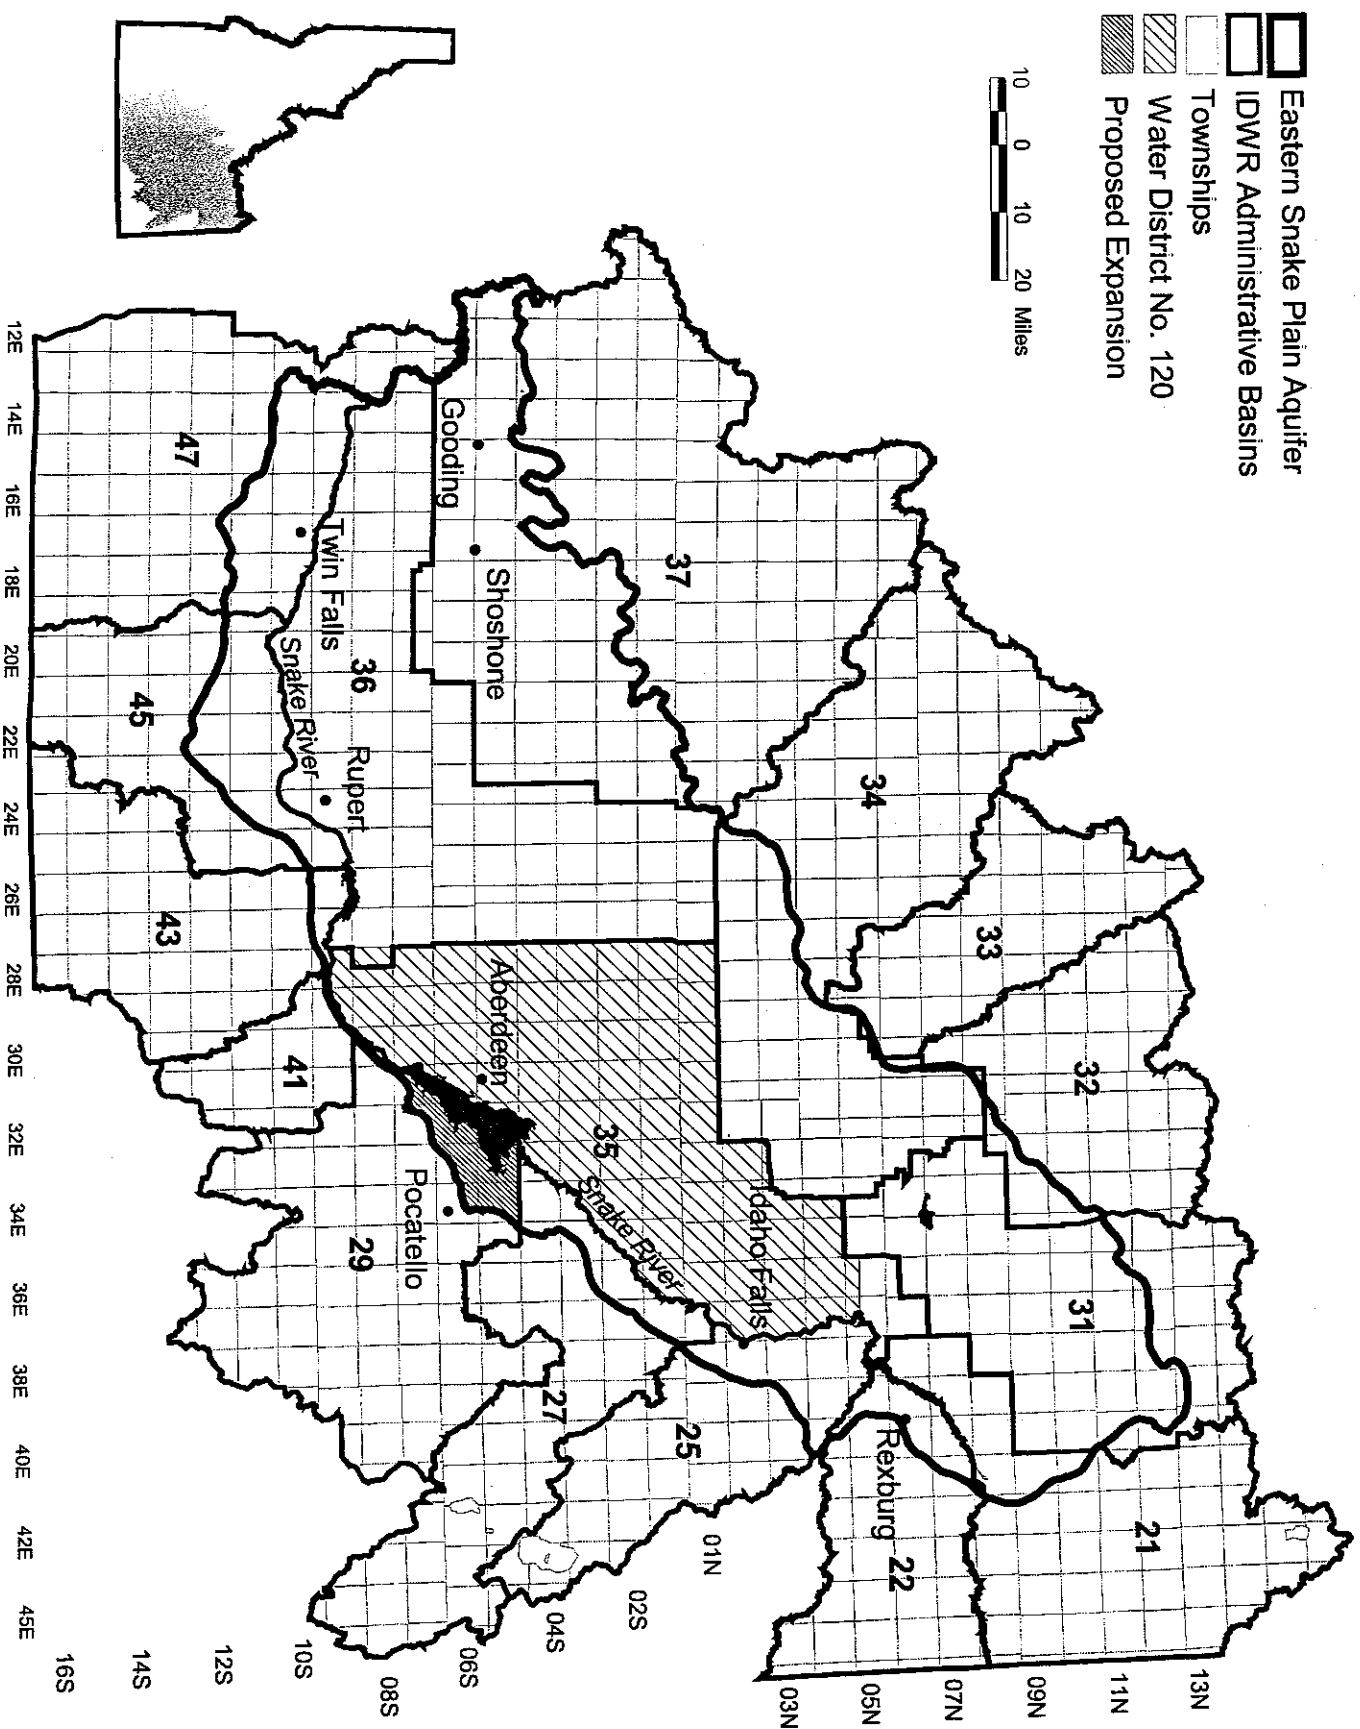 Eastern Snake Plain Aquifer
IDWR Administrative Basins
Townships
Water District No. 120
Proposed Expansion
10 0 10 20 Miles
21
31
32
33
34
37
22
Rexburg
25
27
Idaho Falls
Snake River
35
Aberdeen
Pocatello
29
41
43
Shoshone
Gooding
36
Rupert
Snake River
Twin Falls
45
47
13N
11N
09N
07N
05N
03N
01N
02S
04S
06S
08S
10S
12S
14S
16S
12E
14E
16E
18E
20E
22E
24E
26E
28E
30E
32E
34E
36E
38E
40E
42E
45E